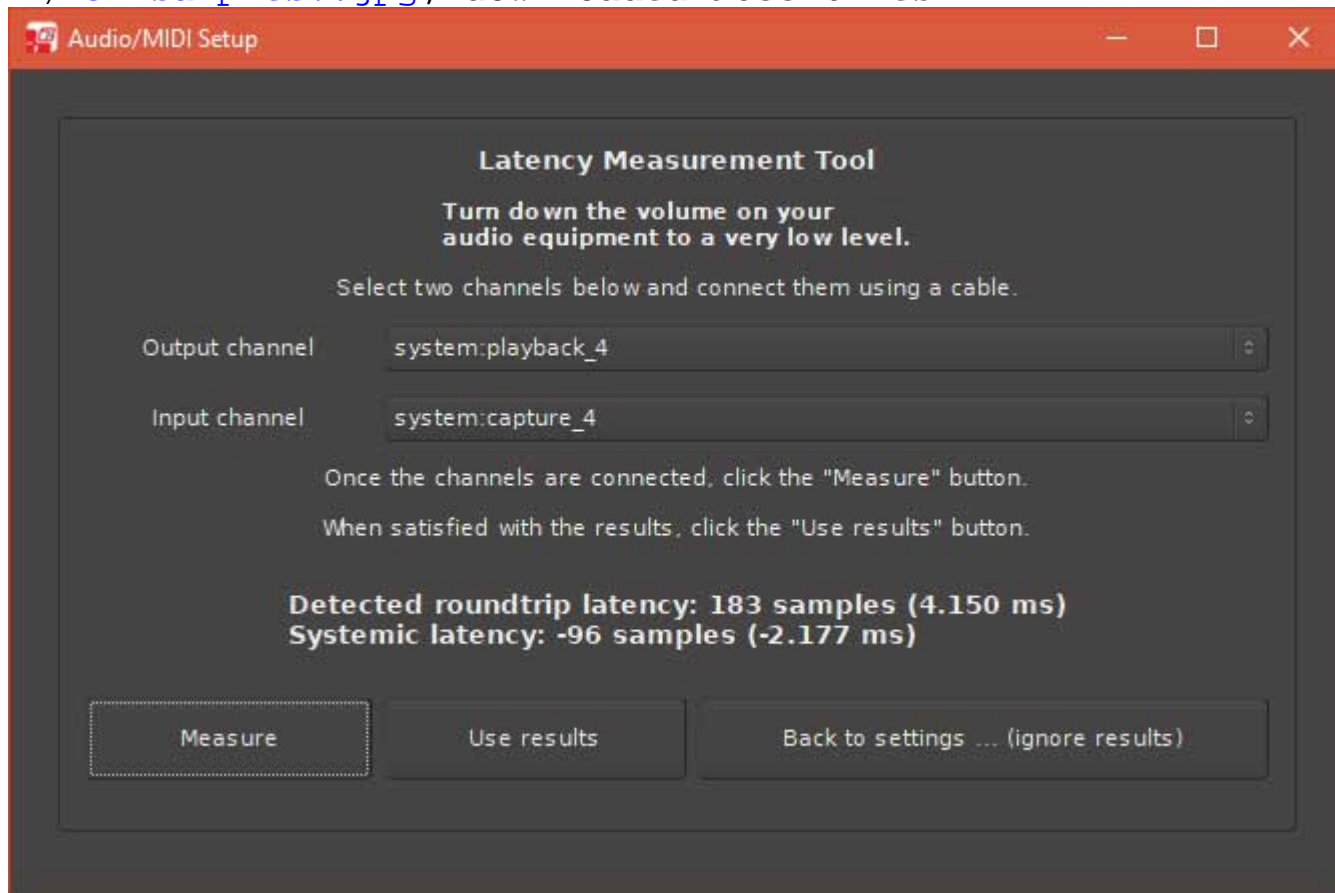 Audio/MIDI Setup
Latency Measurement Tool
Turn down the volume on your
audio equipment to a very low level.
Select two channels below and connect them using a cable.
Output channel system:playback_4
Input channel system:capture_4
Once the channels are connected, click the "Measure" button.
When satisfied with the results, click the "Use results" button.
Detected roundtrip latency: 183 samples (4.150 ms)
Systemic latency: -96 samples (-2.177 ms)
Measure Use results Back to settings ... (ignore results)